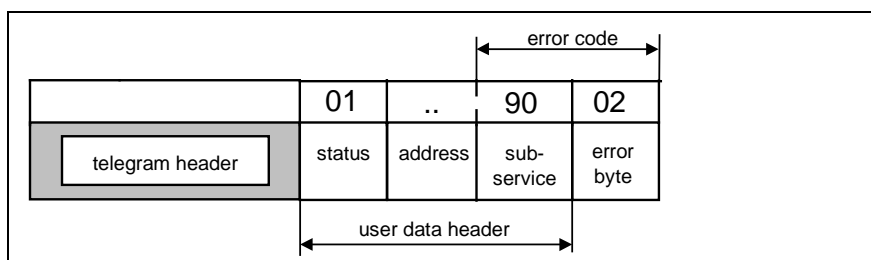 error code
01 .. 90 02
telegram header status address sub-
service error
byte
user data header